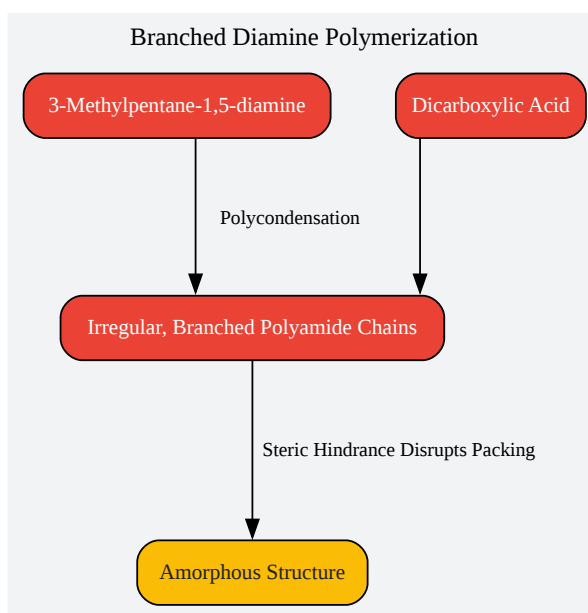 Branched Diamine Polymerization
3-Methylpentane-1,5-diamine
Dicarboxylic Acid
Polycondensation
Irregular, Branched Polyamide Chains
Steric Hindrance Disrupts Packing
Amorphous Structure